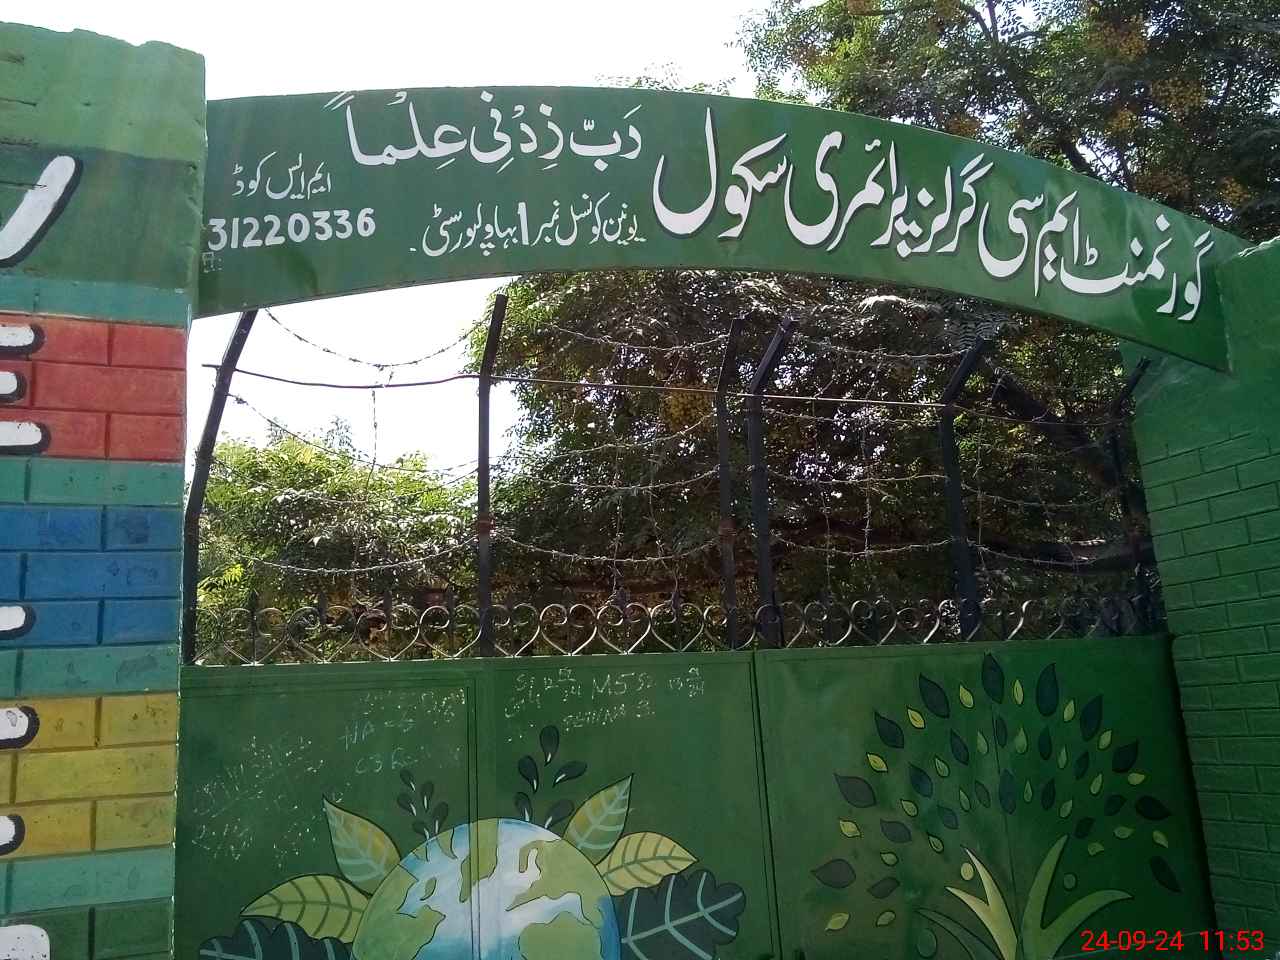 رَبِّ زِدْنِی عِلْماً
گورنمنٹ ایم سی گرلز پرائمری سکول
یونین کونسل نمبر 1 بہاولپور سٹی
ایم ایس کوڈ
31220336
24-09-24 11:53